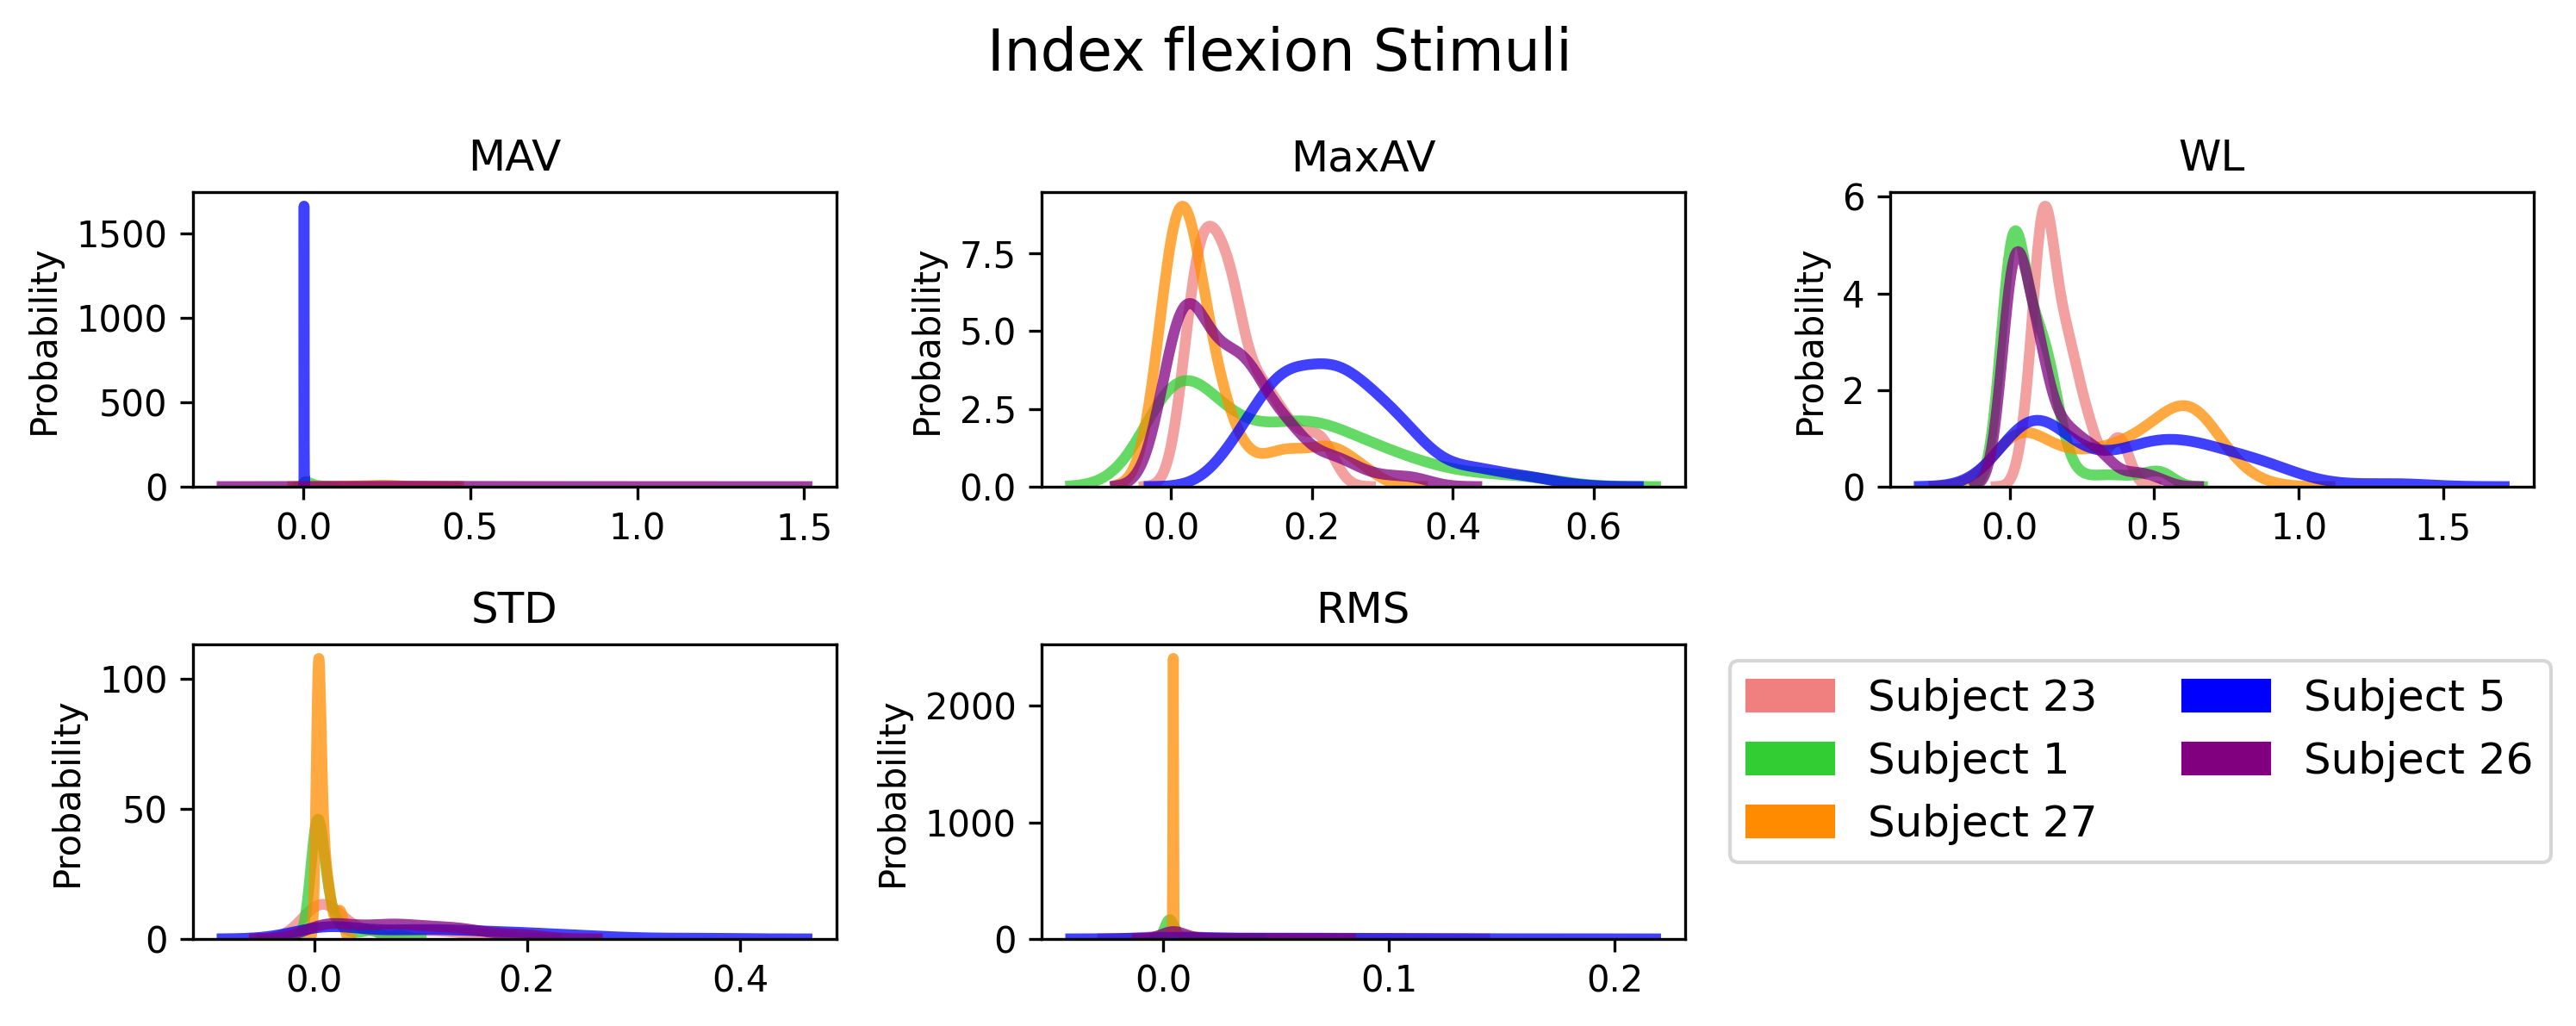 Index flexion Stimuli
MAV
Probability
1500
1000
500
0
0.0 0.5 1.0 1.5
MaxAV
Probability
7.5
5.0
2.5
0.0
0.0 0.2 0.4 0.6
WL
Probability
6
4
2
0
0.0 0.5 1.0 1.5
STD
Probability
100
50
0
0.0 0.2 0.4
RMS
Probability
2000
1000
0
0.0 0.1 0.2
Subject 23
Subject 1
Subject 27
Subject 5
Subject 26